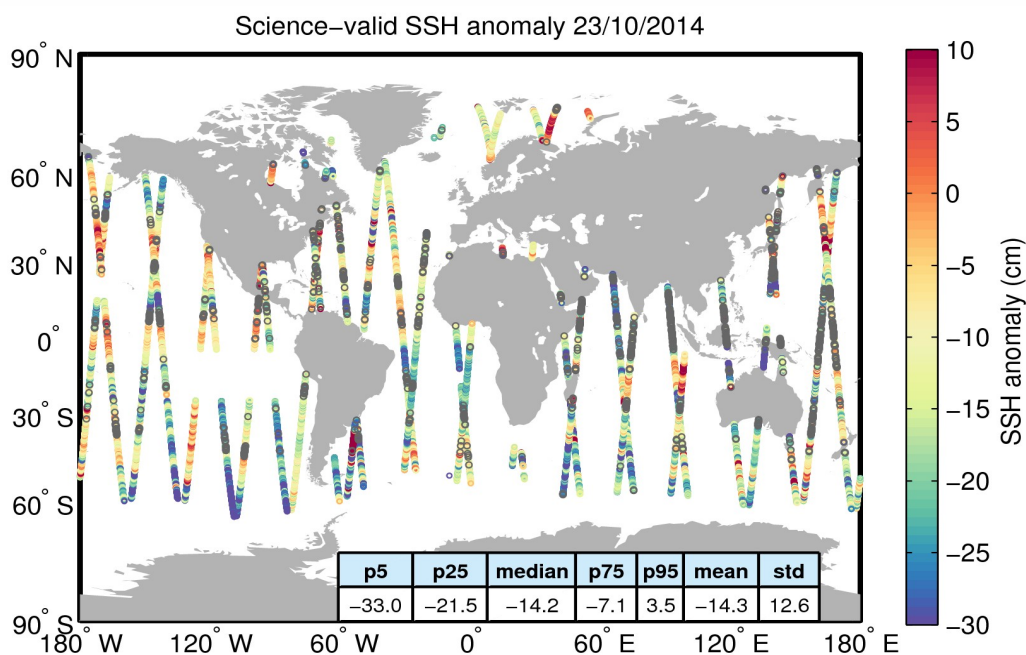 Science−valid SSH anomaly 23/10/2014
90° N
60° N
30° N
0°
30° S
60° S
90° S
180° W
120° W
60° W
0°
60° E
120° E
180° E
p5 p25 median p75 p95 mean std
−33.0 −21.5 −14.2 −7.1 3.5 −14.3 12.6
10
5
0
−5
−10
−15
−20
−25
−30
SSH anomaly (cm)